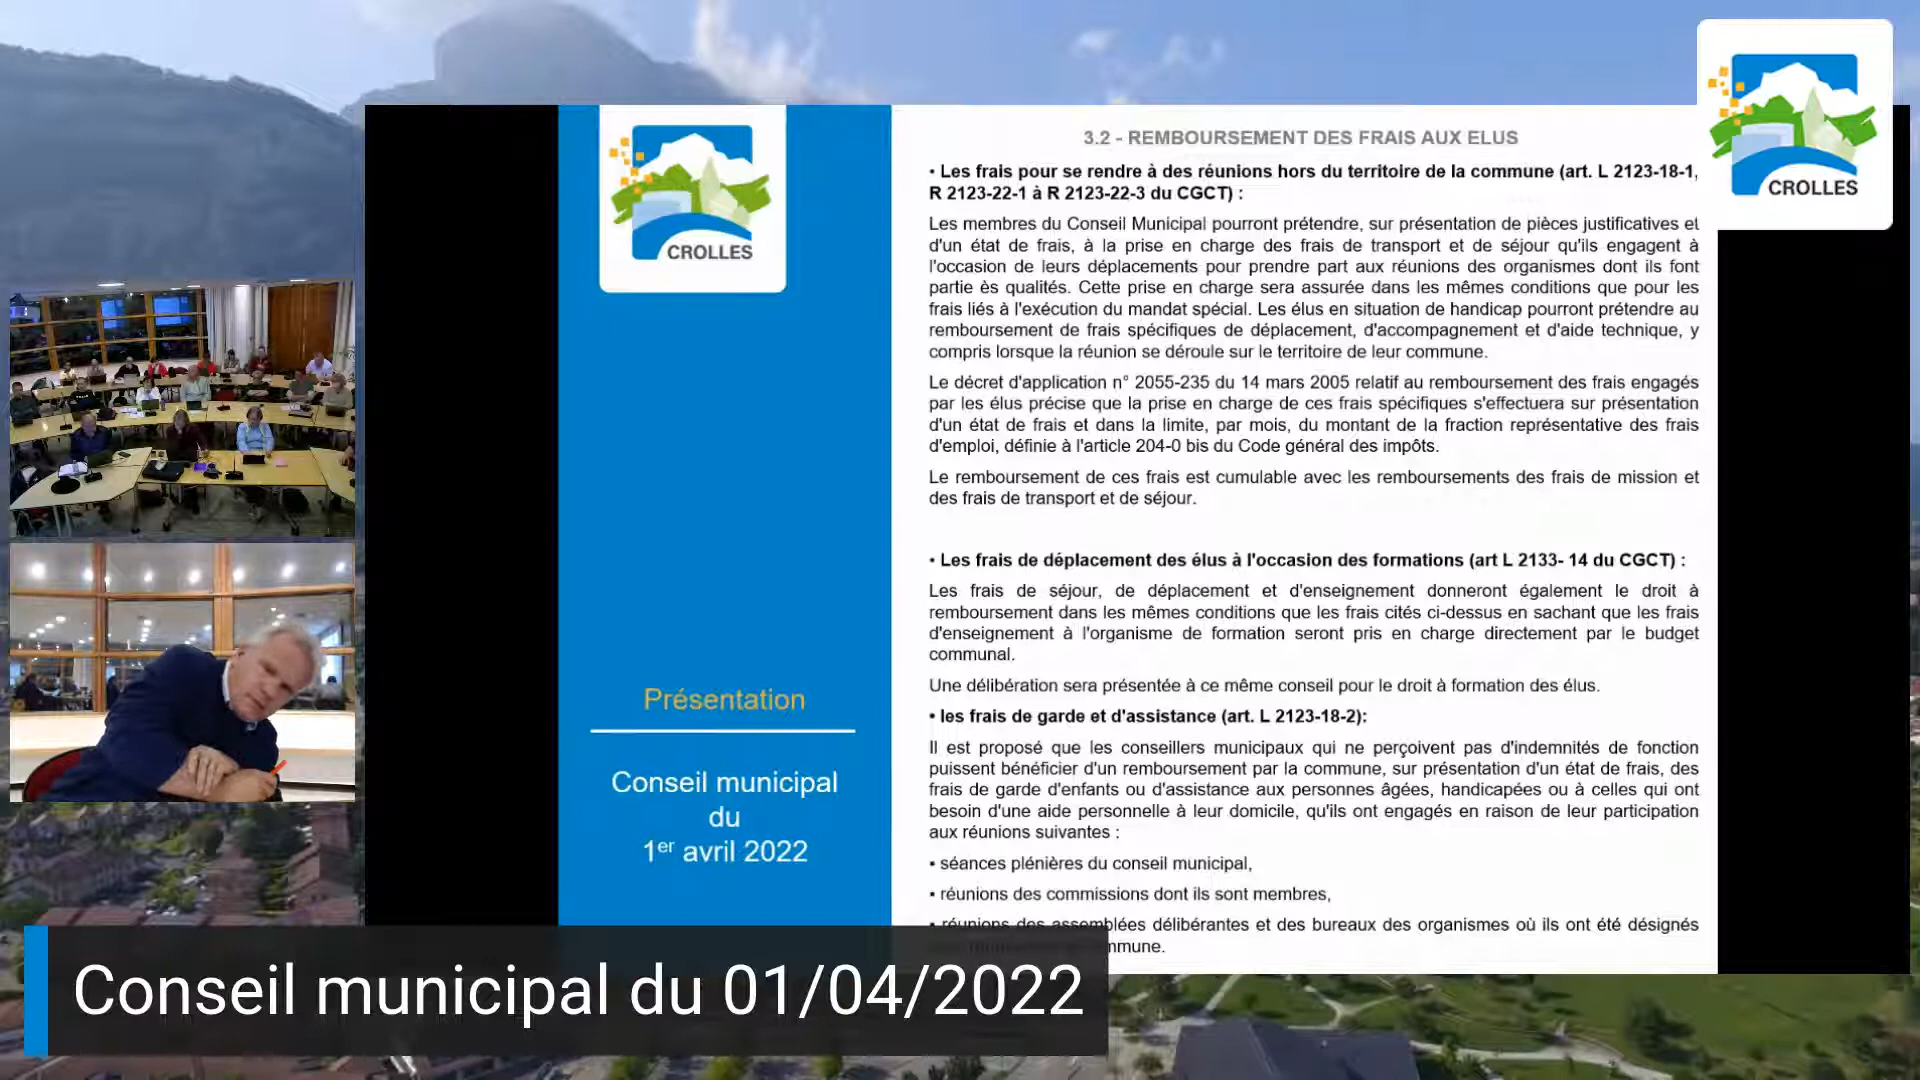 CROLLES
CROLLES
Présentation
Conseil municipal
du
1er avril 2022
3.2 - REMBOURSEMENT DES FRAIS AUX ELUS
• Les frais pour se rendre à des réunions hors du territoire de la commune (art. L 2123-18-1,
R 2123-22-1 à R 2123-22-3 du CGCT) :
Les membres du Conseil Municipal pourront prétendre, sur présentation de pièces justificatives et
d'un état de frais, à la prise en charge des frais de transport et de séjour qu'ils engagent à
l'occasion de leurs déplacements pour prendre part aux réunions des organismes dont ils font
partie ès qualités. Cette prise en charge sera assurée dans les mêmes conditions que pour les
frais liés à l'exécution du mandat spécial. Les élus en situation de handicap pourront prétendre au
remboursement de frais spécifiques de déplacement, d'accompagnement et d'aide technique, y
compris lorsque la réunion se déroule sur le territoire de leur commune.
Le décret d'application n° 2055-235 du 14 mars 2005 relatif au remboursement des frais engagés
par les élus précise que la prise en charge de ces frais spécifiques s'effectuera sur présentation
d'un état de frais et dans la limite, par mois, du montant de la fraction représentative des frais
d'emploi, définie à l'article 204-0 bis du Code général des impôts.
Le remboursement de ces frais est cumulable avec les remboursements des frais de mission et
des frais de transport et de séjour.
• Les frais de déplacement des élus à l'occasion des formations (art L 2133- 14 du CGCT) :
Les frais de séjour, de déplacement et d'enseignement donneront également le droit à
remboursement dans les mêmes conditions que les frais cités ci-dessus en sachant que les frais
d'enseignement à l'organisme de formation seront pris en charge directement par le budget
communal.
Une délibération sera présentée à ce même conseil pour le droit à formation des élus.
• les frais de garde et d'assistance (art. L 2123-18-2):
Il est proposé que les conseillers municipaux qui ne perçoivent pas d'indemnités de fonction
puissent bénéficier d'un remboursement par la commune, sur présentation d'un état de frais, des
frais de garde d'enfants ou d'assistance aux personnes âgées, handicapées ou à celles qui ont
besoin d'une aide personnelle à leur domicile, qu'ils ont engagés en raison de leur participation
aux réunions suivantes :
▪ séances plénières du conseil municipal,
▪ réunions des commissions dont ils sont membres,
▪ réunions des assemblées délibérantes et des bureaux des organismes où ils ont été désignés
mmune.
Conseil municipal du 01/04/2022